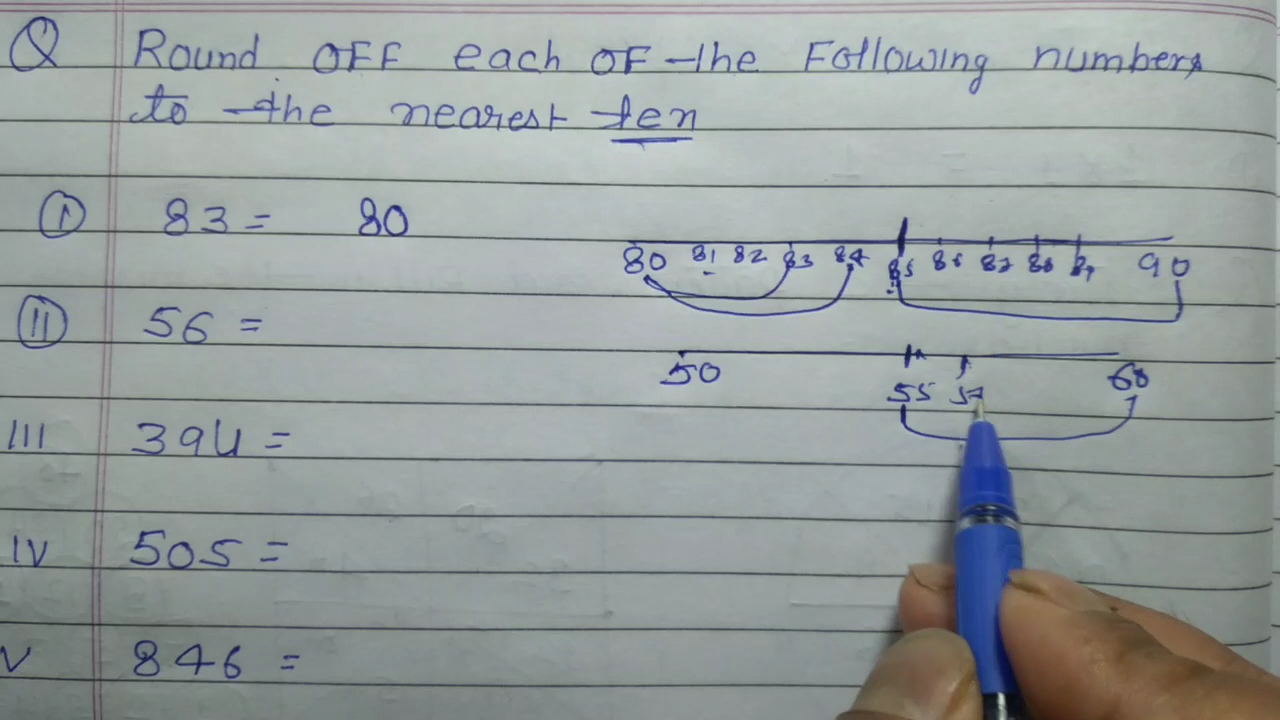 Q Round OFF each OF the Following numbers
to the nearest ten
I 83 = 80
80 81 82 83 84 85 86 87 88 89 90
II 56 =
50 55 57 60
III 394 =
IV 505 =
V 846 =